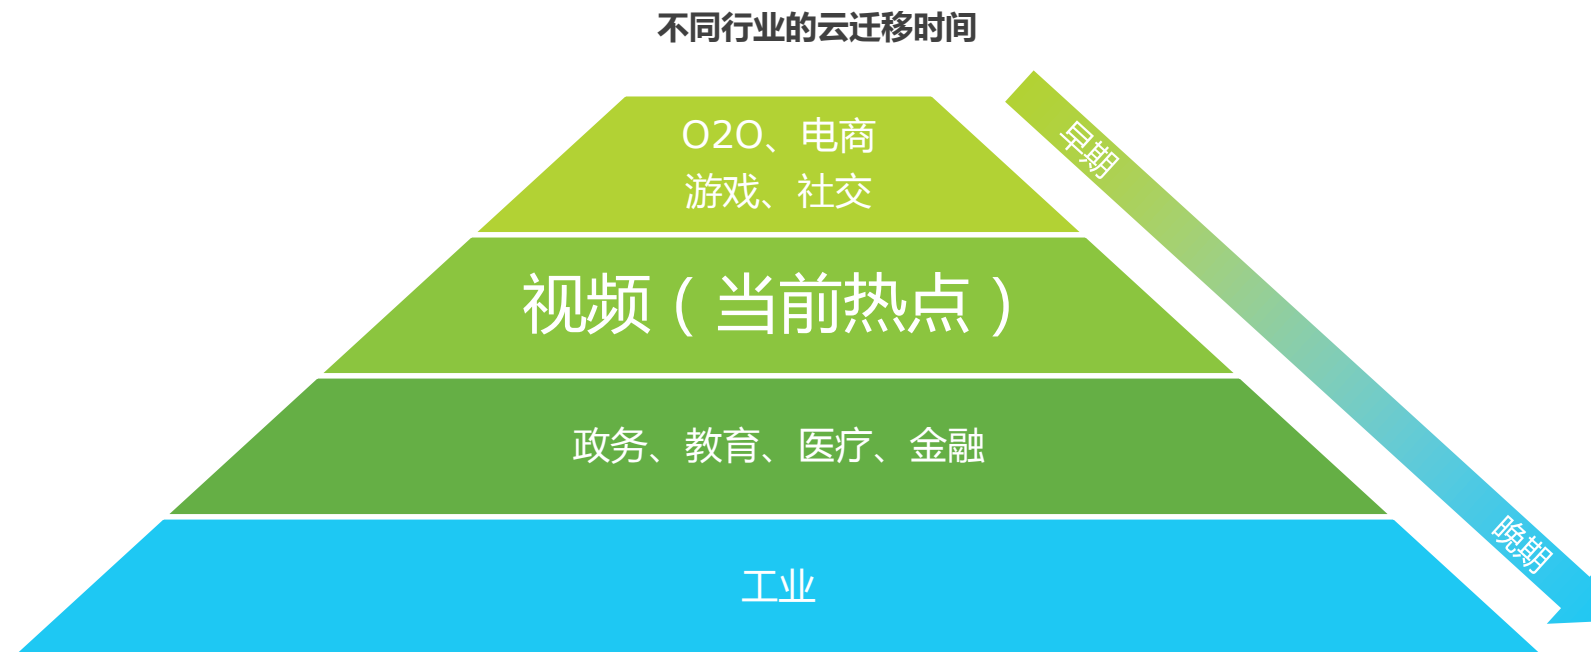 不同行业的云迁移时间
O2O、电商
游戏、社交
早期
视频（当前热点）
政务、教育、医疗、金融
晚期
工业